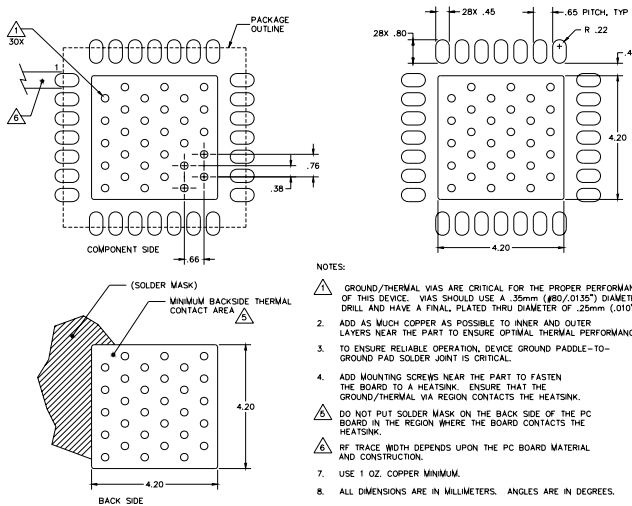 1
30X
PACKAGE
OUTLINE
1
6
.76
.38
.66
COMPONENT SIDE
28X .45
.65 PITCH, TYP
28X .80
R .22
4.20
4.20
(SOLDER MASK)
MINIMUM BACKSIDE THERMAL
CONTACT AREA 5
4.20
4.20
BACK SIDE
NOTES:
1 GROUND/THERMAL VIAS ARE CRITICAL FOR THE PROPER
OF THIS DEVICE. VIAS SHOULD USE A .35mm (#80/.0135")
DRILL AND HAVE A FINAL, PLATED THRU DIAMETER OF .25mm (.010"
2. ADD AS MUCH COPPER AS POSSIBLE TO INNER AND OUTER
LAYERS NEAR THE PART TO ENSURE OPTIMAL THERMAL
3. TO ENSURE RELIABLE OPERATION, DEVICE GROUND PADDLE-TO-
GROUND PAD SOLDER JOINT IS CRITICAL.
4. ADD MOUNTING SCREWS NEAR THE PART TO FASTEN
THE BOARD TO A HEATSINK. ENSURE THAT THE
GROUND/THERMAL VIA REGION CONTACTS THE HEATSINK.
5 DO NOT PUT SOLDER MASK ON THE BACK SIDE OF THE PC
BOARD IN THE REGION WHERE THE BOARD CONTACTS THE
HEATSINK.
6 RF TRACE WIDTH DEPENDS UPON THE PC BOARD MATERIAL
AND CONSTRUCTION.
7. USE 1 OZ. COPPER MINIMUM.
8. ALL DIMENSIONS ARE IN MILLIMETERS. ANGLES ARE IN DEGREES.